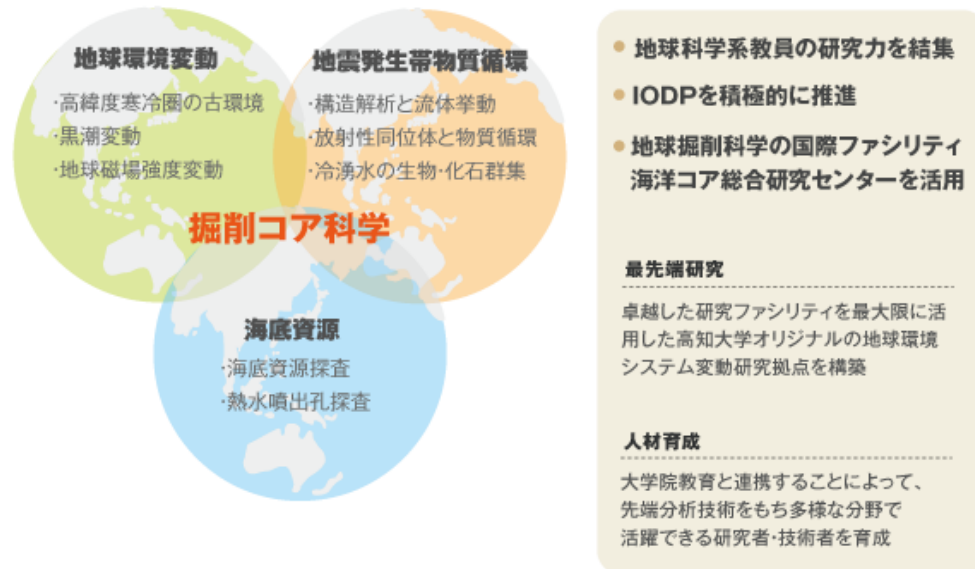 地球環境変動
·高緯度寒冷圏の古環境
·黒潮変動
·地球磁場強度変動
地震発生帯物質循環
·構造解析と流体挙動
·放射性同位体と物質循環
·冷湧水の生物·化石群集
掘削コア科学
海底資源
·海底資源探査
·熱水噴出孔探査
● 地球科学系教員の研究力を結集
● IODPを積極的に推進
● 地球掘削科学の国際ファシリティ
海洋コア総合研究センターを活用
最先端研究
卓越した研究ファシリティを最大限に活
用した高知大学オリジナルの地球環境
システム変動研究拠点を構築
人材育成
大学院教育と連携することによって、
先端分析技術をもち多様な分野で
活躍できる研究者·技術者を育成